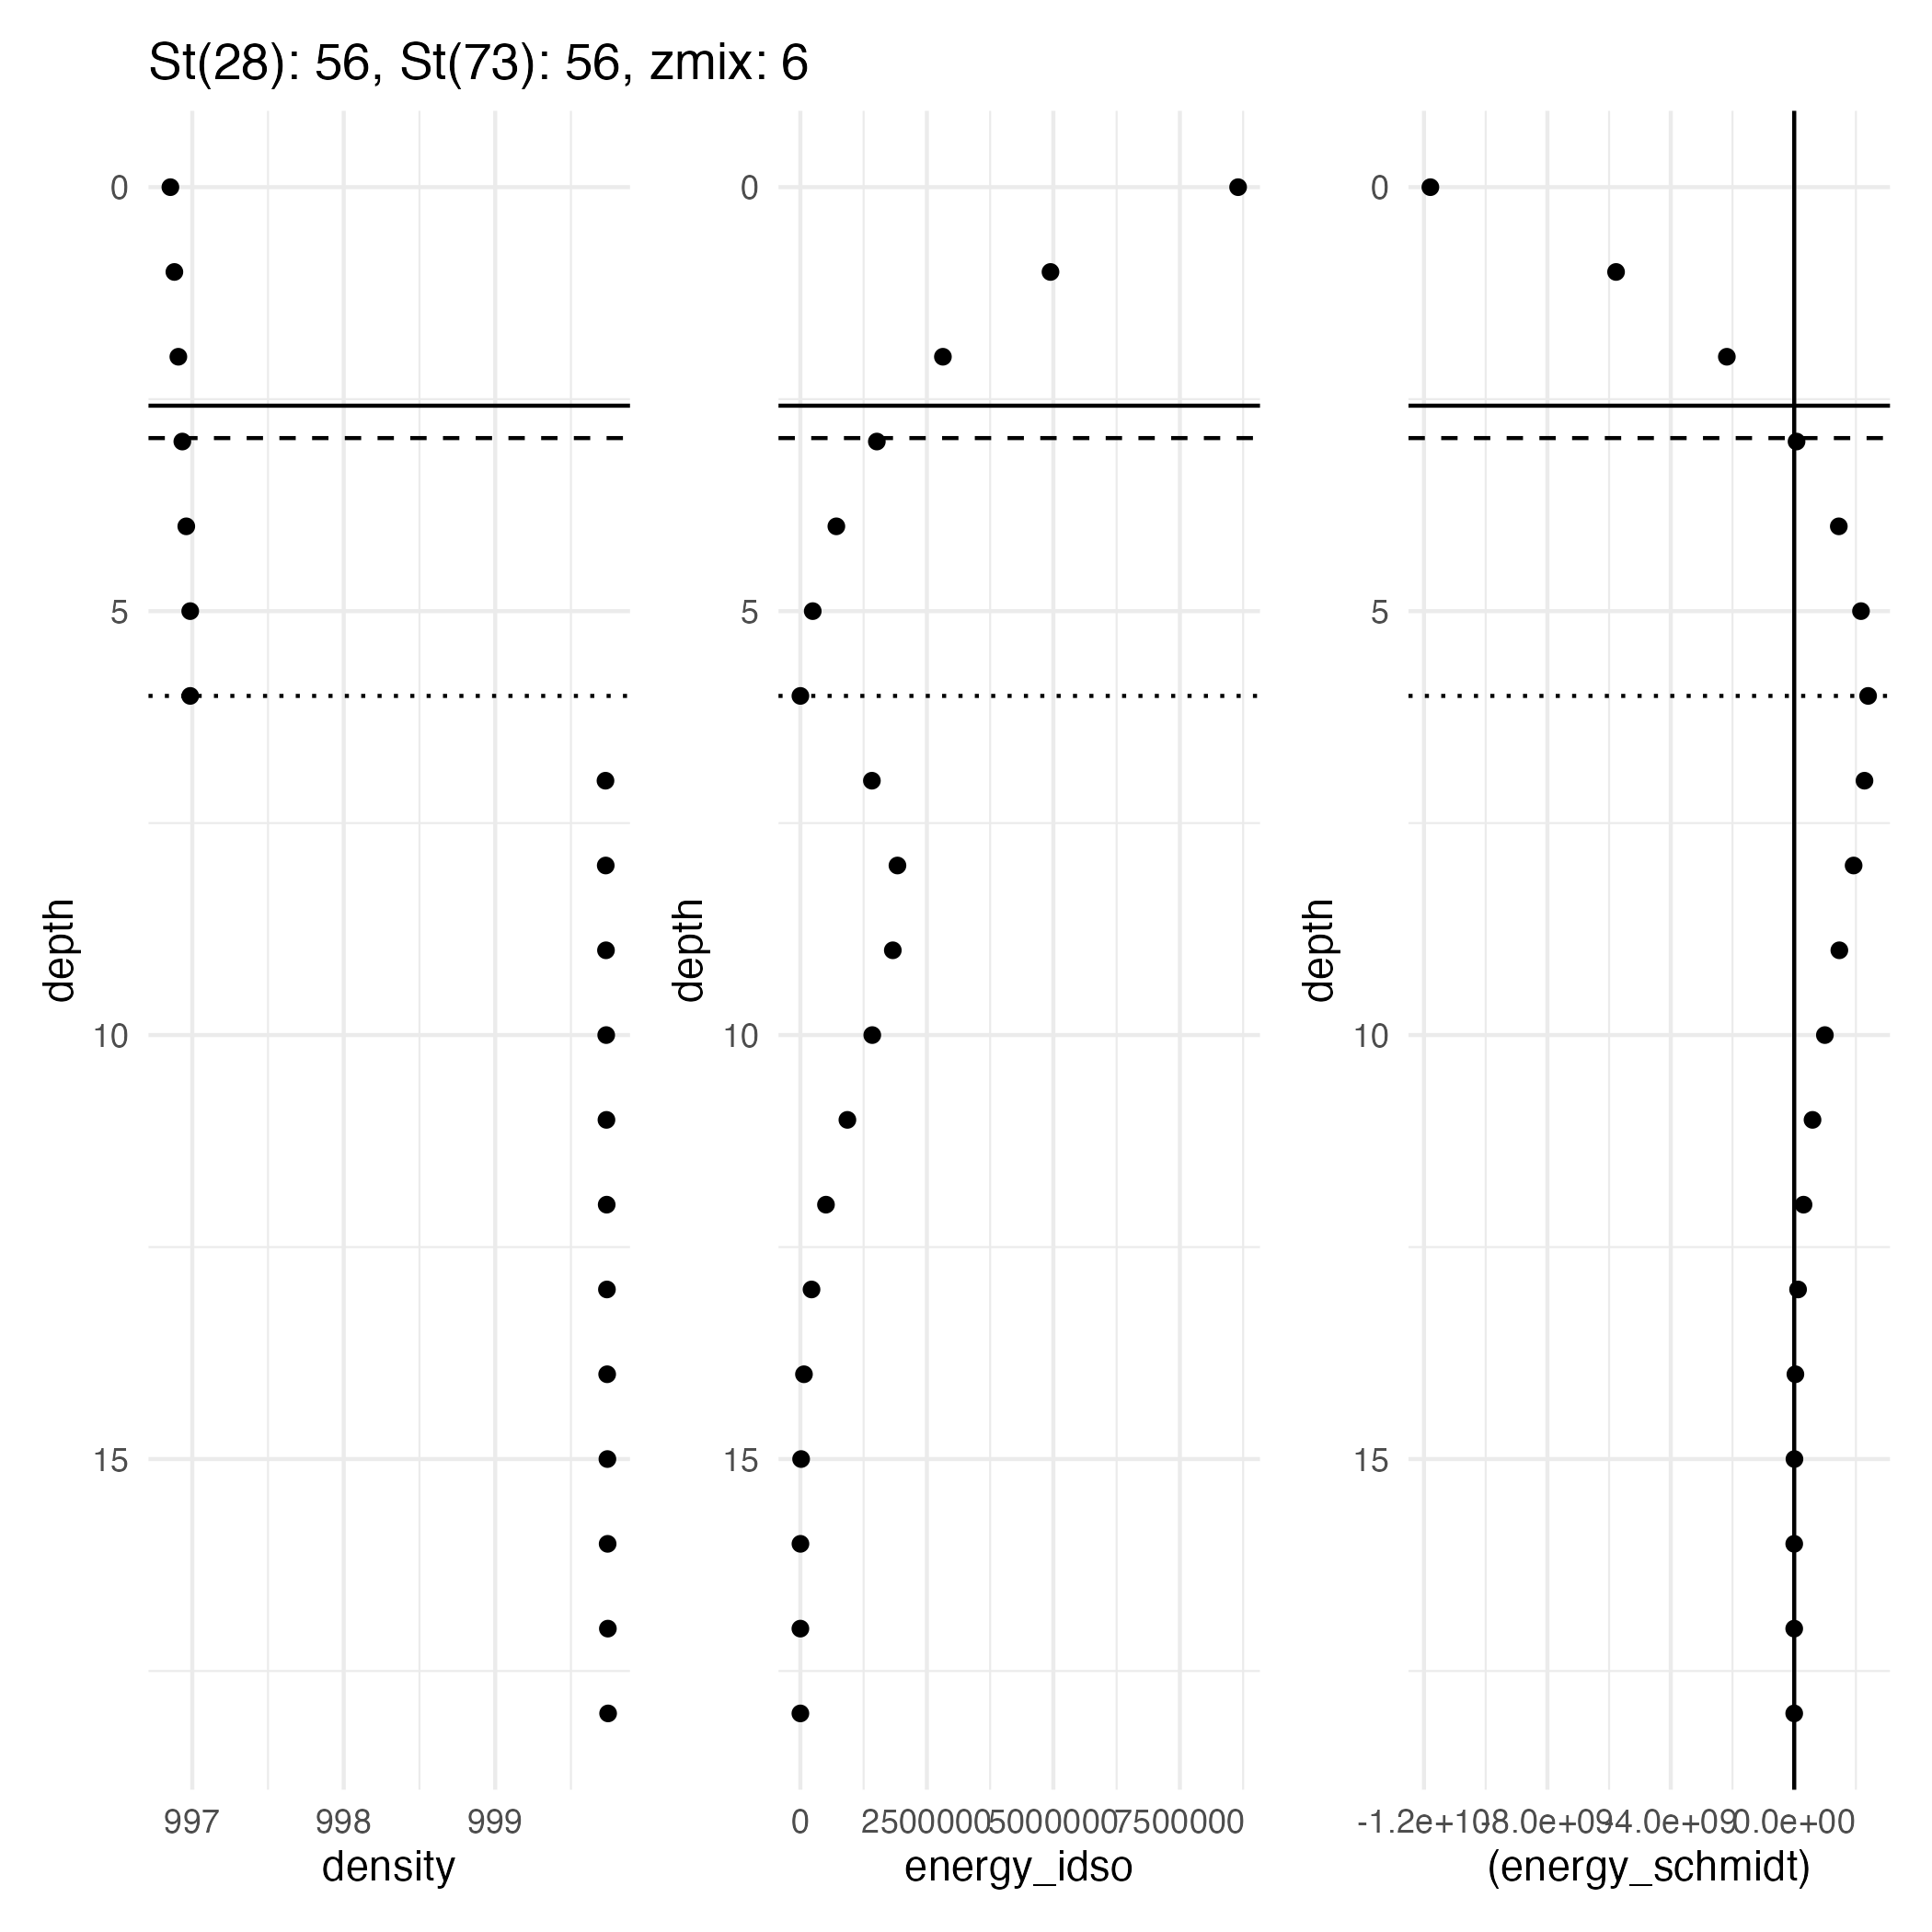 St(28): 56, St(73): 56, zmix: 6
0
5
10
15
depth
997 998 999
density
0
5
10
15
depth
0 2500000 5000000 7500000
energy_idso
0
5
10
15
depth
-1.2e+10 -8.0e+09 -4.0e+09 0.0e+00
(energy_schmidt)